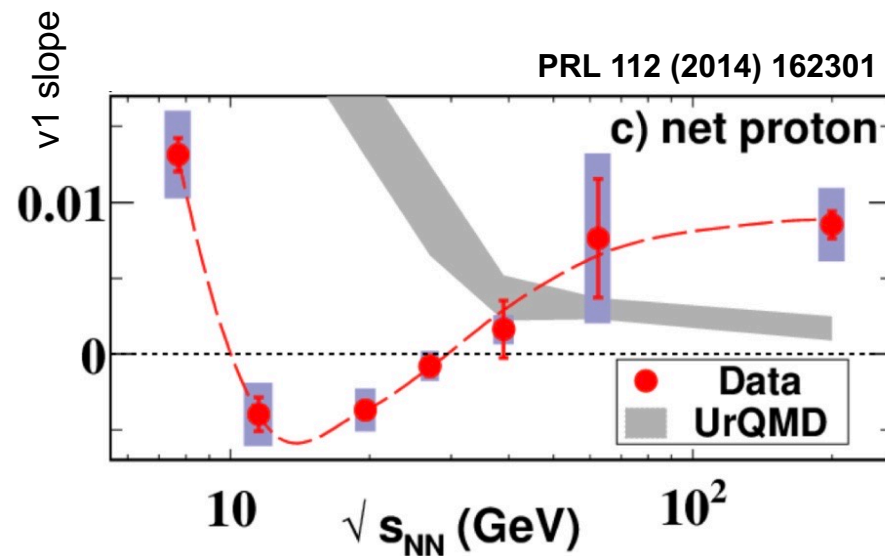 PRL 112 (2014) 162301
v1 slope
c) net proton
0.01
0
Data
UrQMD
10
√ sNN (GeV)
10²